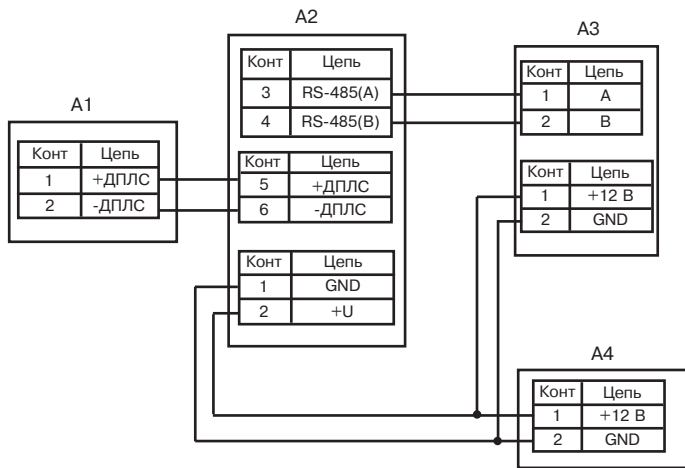 A1
Конт Цепь
1 +ДПЛС
2 -ДПЛС
A2
Конт Цепь
3 RS-485(A)
4 RS-485(B)
Конт Цепь
5 +ДПЛС
6 -ДПЛС
Конт Цепь
1 GND
2 +U
A3
Конт Цепь
1 A
2 B
Конт Цепь
1 +12 В
2 GND
A4
Конт Цепь
1 +12 В
2 GND